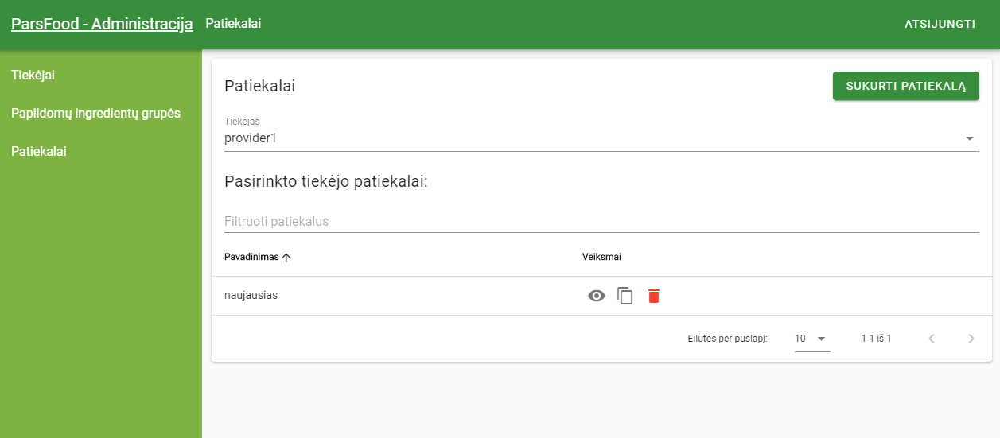 ParsFood - Administracija Patiekalai ATSIJUNGTI
Tiekėjai
Papildomų ingredientų grupės
Patiekalai
Patiekalai SUKURTI PATIEKALĄ
Tiekėjas
provider1
Pasirinkto tiekėjo patiekalai:
Filtruoti patiekalus
Pavadinimas Veiksmai
naujausias
Eilutės per puslapį: 10 1-1 iš 1